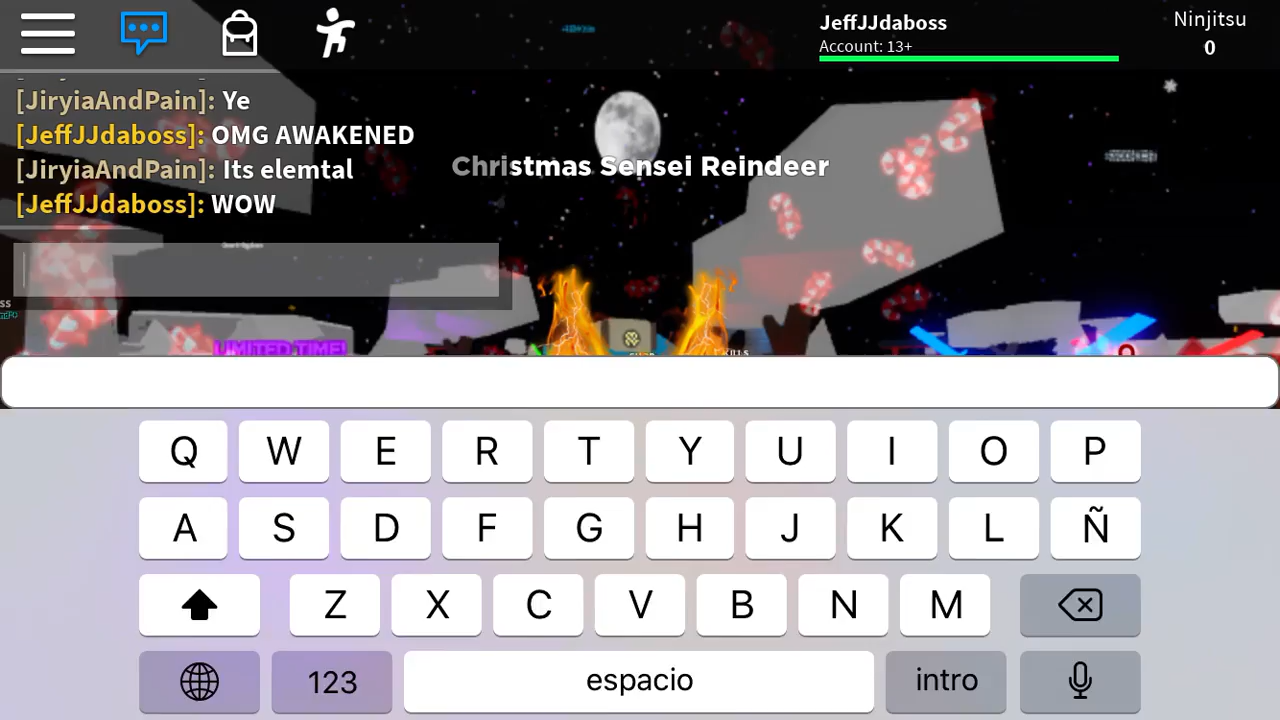 JeffJJdaboss
Account: 13+
Ninjitsu
0
[JiryiaAndPain]: Ye
[JeffJJdaboss]: OMG AWAKENED
[JiryiaAndPain]: Its elemtal
[JeffJJdaboss]: WOW
Christmas Sensei Reindeer
LIMITED TIME!
Q W E R T Y U I O P
A S D F G H J K L Ñ
Z X C V B N M
123 espacio intro